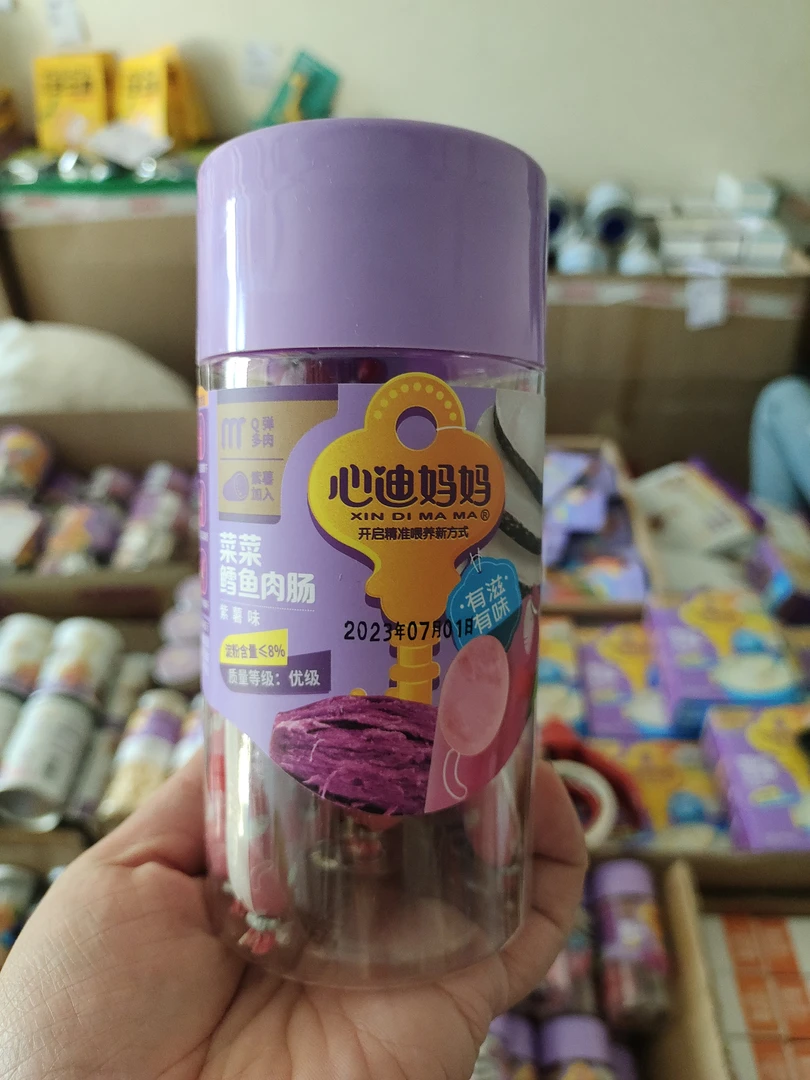 Q弹
多肉
紫薯
加入
心迪妈妈
XIN DI MA MA®
开启精准喂养新方式
菜菜
鳕鱼肉肠
紫薯味
有滋
有味
2023年07月01日
淀粉含量≤8%
质量等级：优级